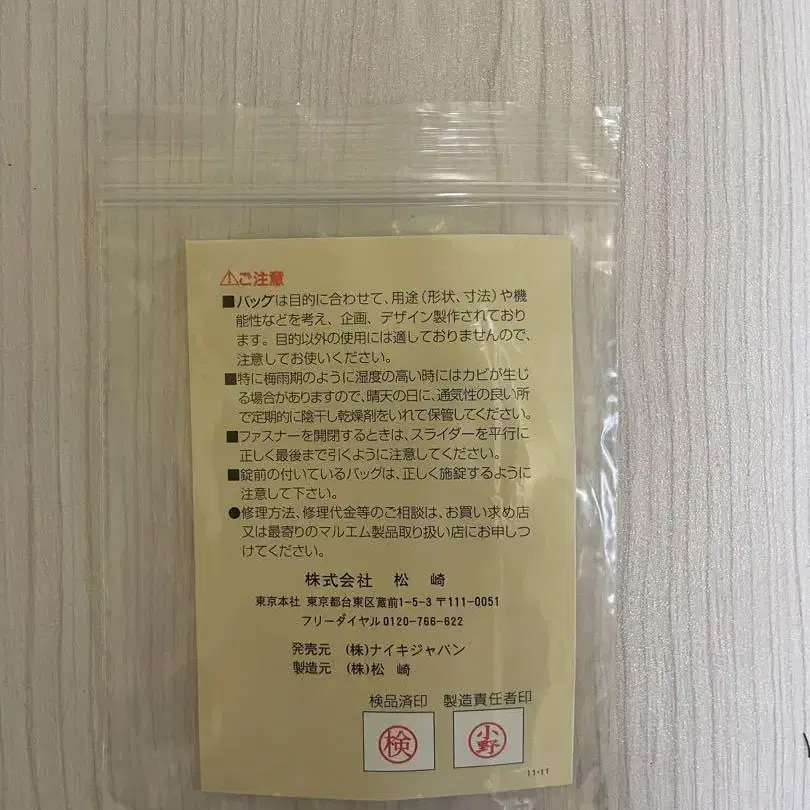 ⚠ご注意
■バッグは目的に合わせて、用途(形状、寸法)や機
能性などを考え、企画、デザイン製作されており
ます。目的以外の使用には適しておりませんので、
注意してお使いください。
■特に梅雨期のように湿度の高い時にはカビが生じ
る場合がありますので、晴天の日に、通気性の良い所
で定期的に陰干し乾燥剤をいれて保管してください。
■ファスナーを開閉するときは、スライダーを平行に
正しく最後まで引くように注意してください。
■錠前の付いているバッグは、正しく施錠するように
注意して下さい。
●修理方法、修理代金等のご相談は、お買い求め店
又は最寄りのマルエム製品取り扱い店にお申しつ
けてください。
株式会社 松 崎
東京本社 東京都台東区蔵前1-5-3 〒111-0051
フリーダイヤル0120-766-622
発売元 (株)ナイキジャパン
製造元 (株)松 崎
検品済印 製造責任者印
検 小野
11・11